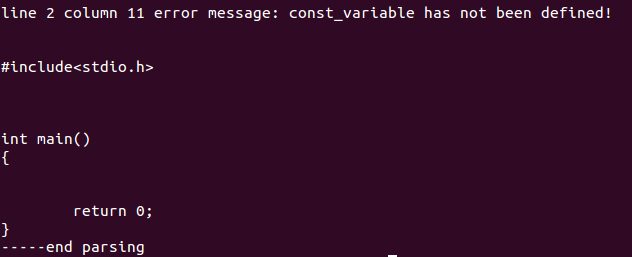 line 2 column 11 error message: const_variable has not been defined!
#include<stdio.h>
int main()
{
return 0;
}
-----end parsing